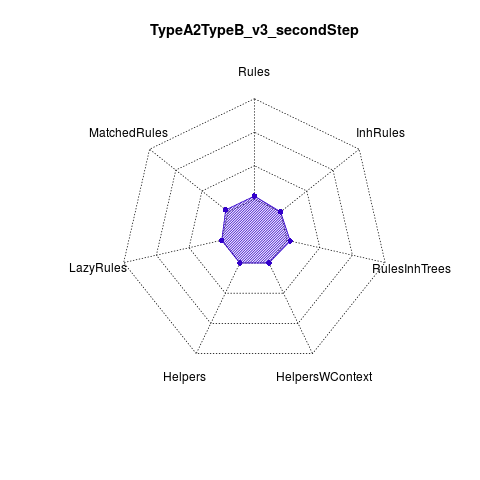 TypeA2TypeB_v3_secondStep
Rules
MatchedRules
InhRules
LazyRules
RulesInhTrees
Helpers
HelpersWContext